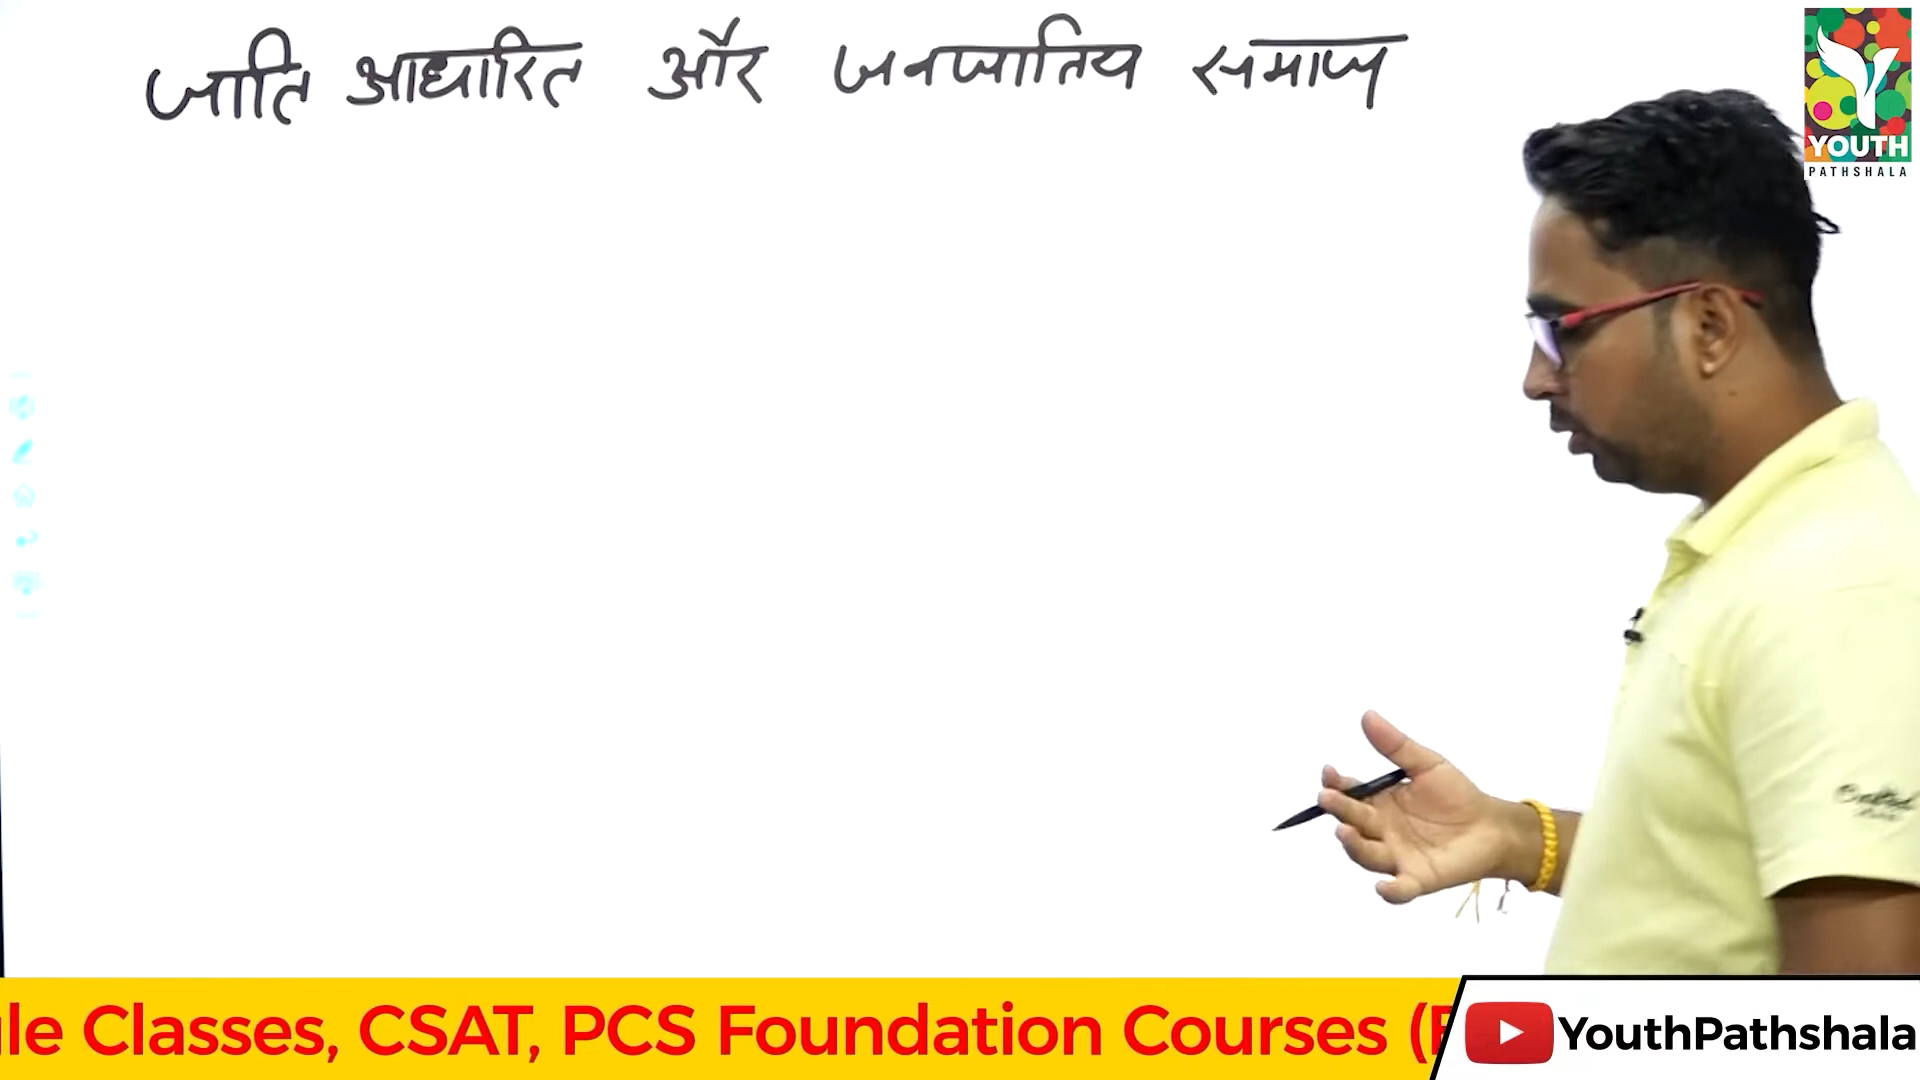 जाति आधारित और जनजातिय समाज
YOUTH
PATHSHALA
le Classes, CSAT, PCS Foundation Courses (
YouthPathshala